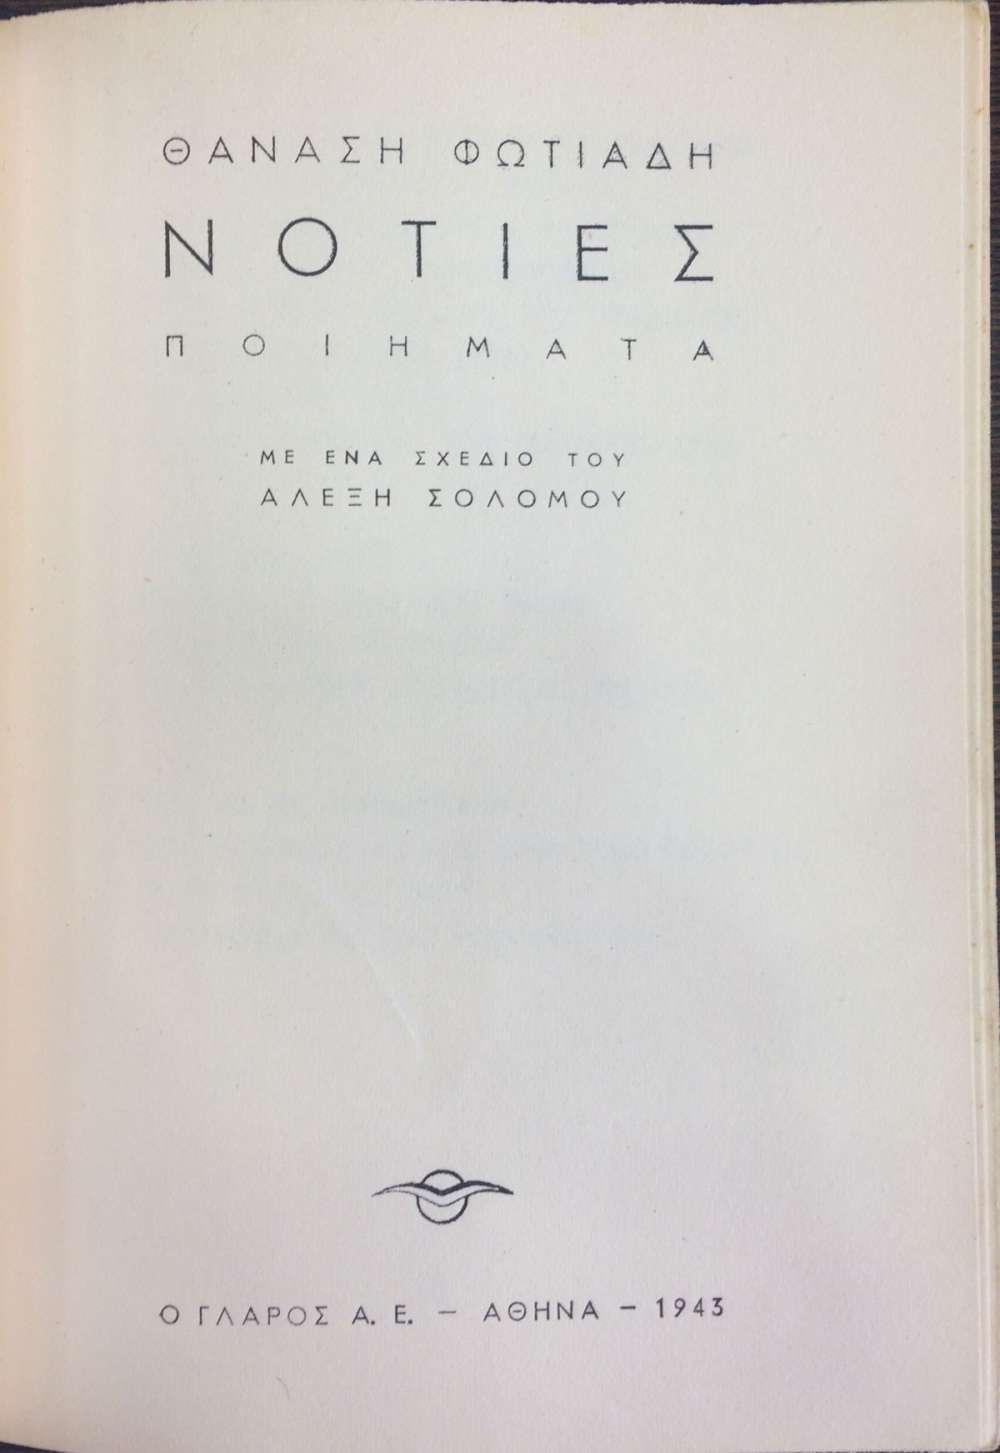 ΘΑΝΑΣΗ ΦΩΤΙΑΔΗ
ΝΟΤΙΕΣ
ΠΟΙΗΜΑΤΑ
ΜΕ ΕΝΑ ΣΧΕΔΙΟ ΤΟΥ
ΑΛΕΞΗ ΣΟΛΟΜΟΥ
Ο ΓΛΑΡΟΣ Α. Ε. — ΑΘΗΝΑ — 1943